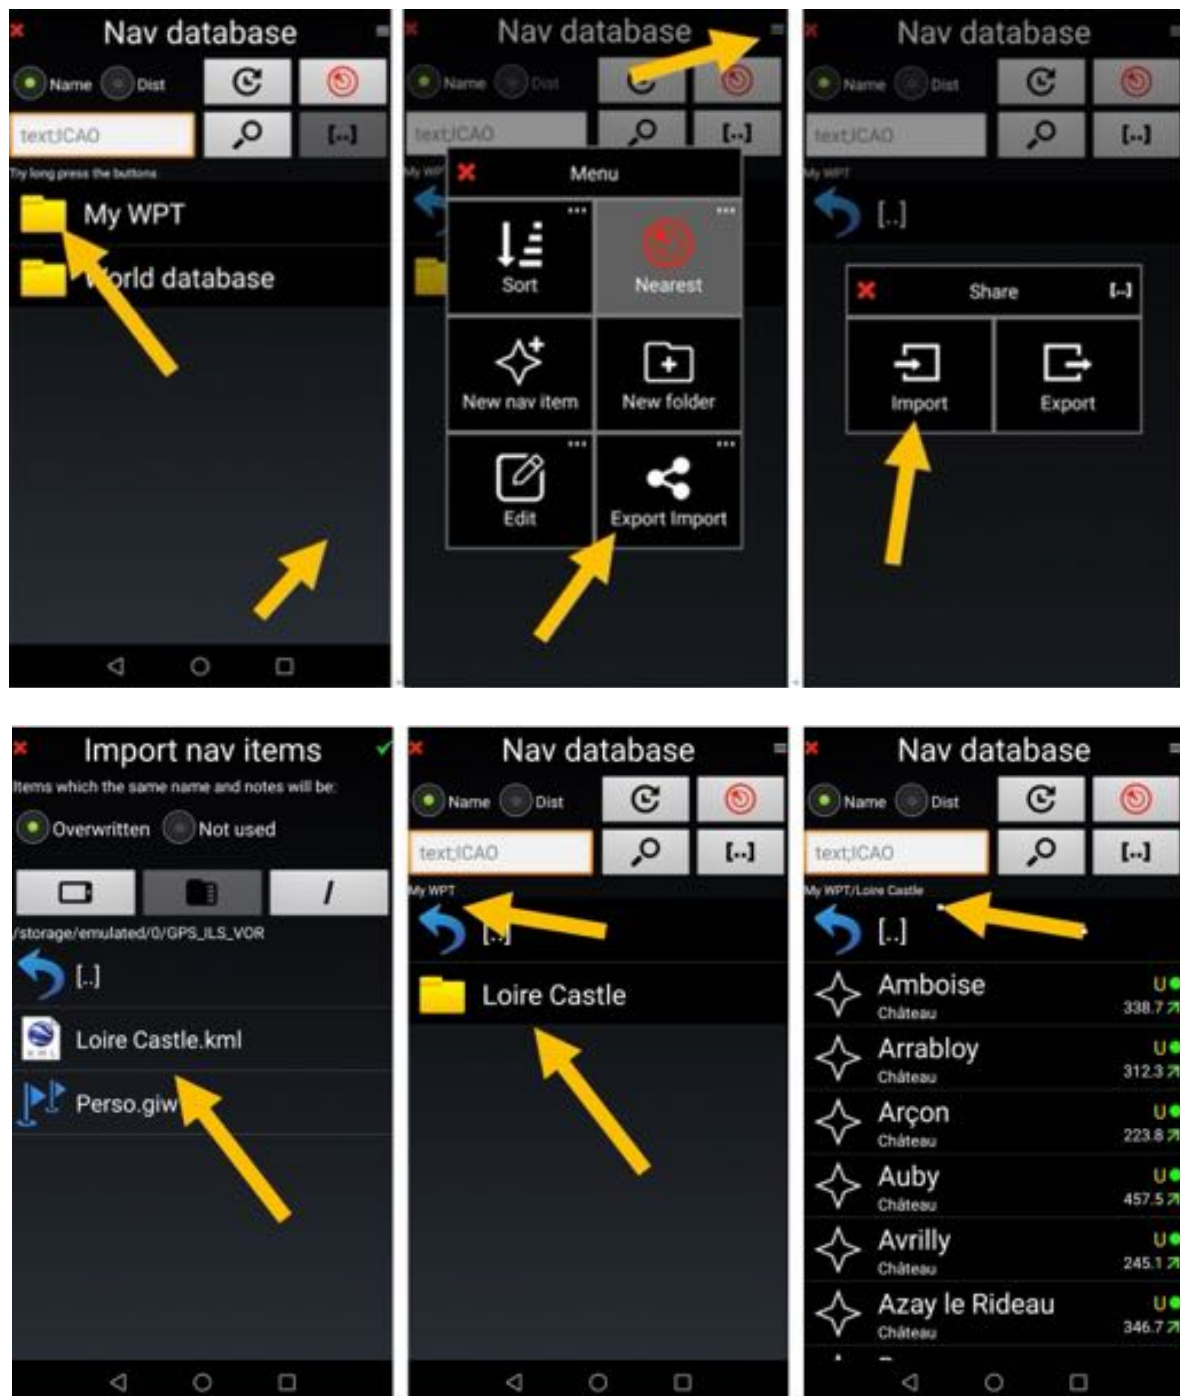 Nav database
Name Dist
text;ICAO [..]
Try long press the buttons
My WPT
World database
Nav database
Name Dist
text;ICAO [..]
My WPT
Menu
Sort Nearest
New nav item New folder
Edit Export Import
Nav database
Name Dist
text;ICAO [..]
My WPT
[..]
Share [..]
Import Export
Import nav items
Items which the same name and notes will be:
Overwritten Not used
/
/storage/emulated/0/GPS_ILS_VOR
[..]
KML
Loire Castle.kml
Perso.giw
Nav database
Name Dist
text;ICAO [..]
My WPT
[..]
Loire Castle
Nav database
Name Dist
text;ICAO [..]
My WPT/Loire Castle
[..]
Amboise U
Château 338.7
Arrabloy U
Château 312.3
Arçon U
Château 223.8
Auby U
Château 457.5
Avrilly U
Château 245.1
Azay le Rideau U
Château 346.7